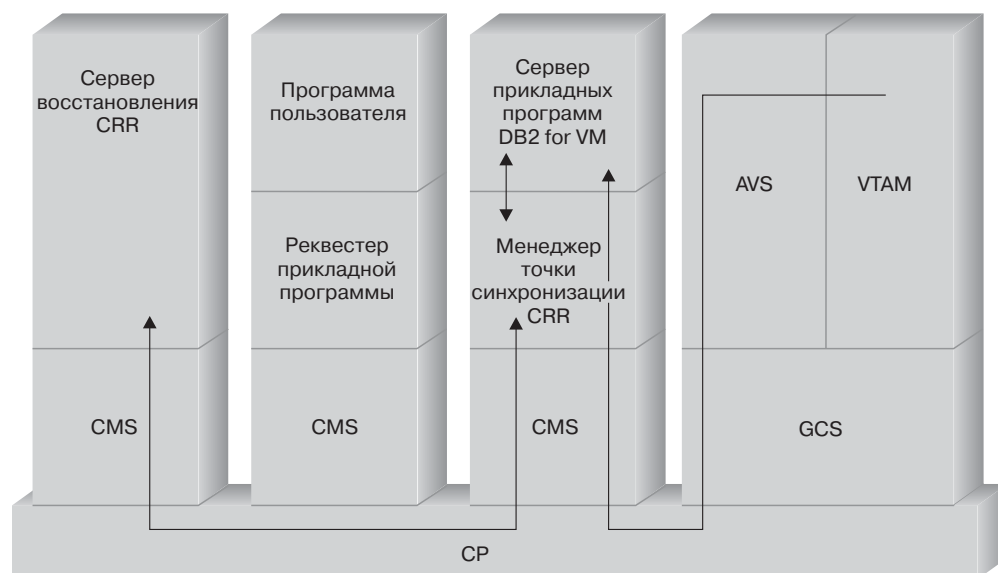 Сервер
восстановления
CRR
Программа
пользователя
Сервер
прикладных
программ
DB2 for VM
AVS
VTAM
Реквестер
прикладной
программы
Менеджер
точки
синхронизации
CRR
CMS
CMS
CMS
GCS
CP